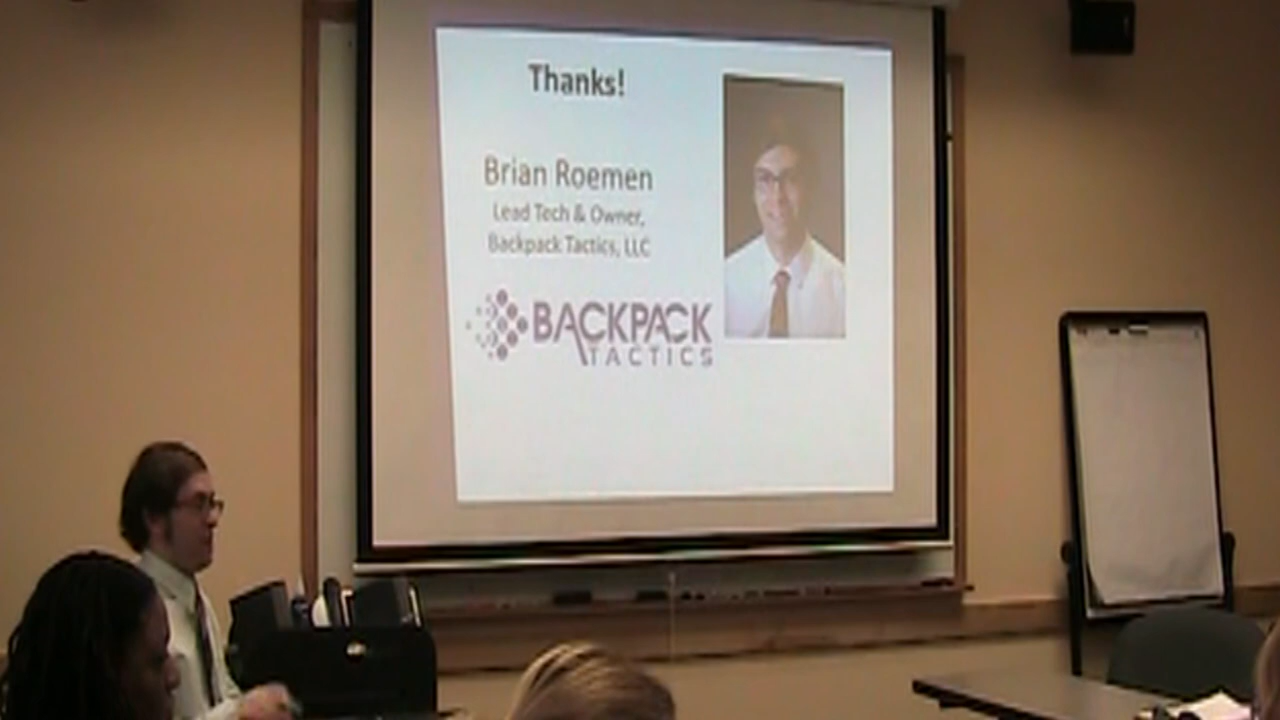 Thanks!
Brian Roemen
Lead Tech & Owner,
Backpack Tactics, LLC
BACKPACK
TACTICS